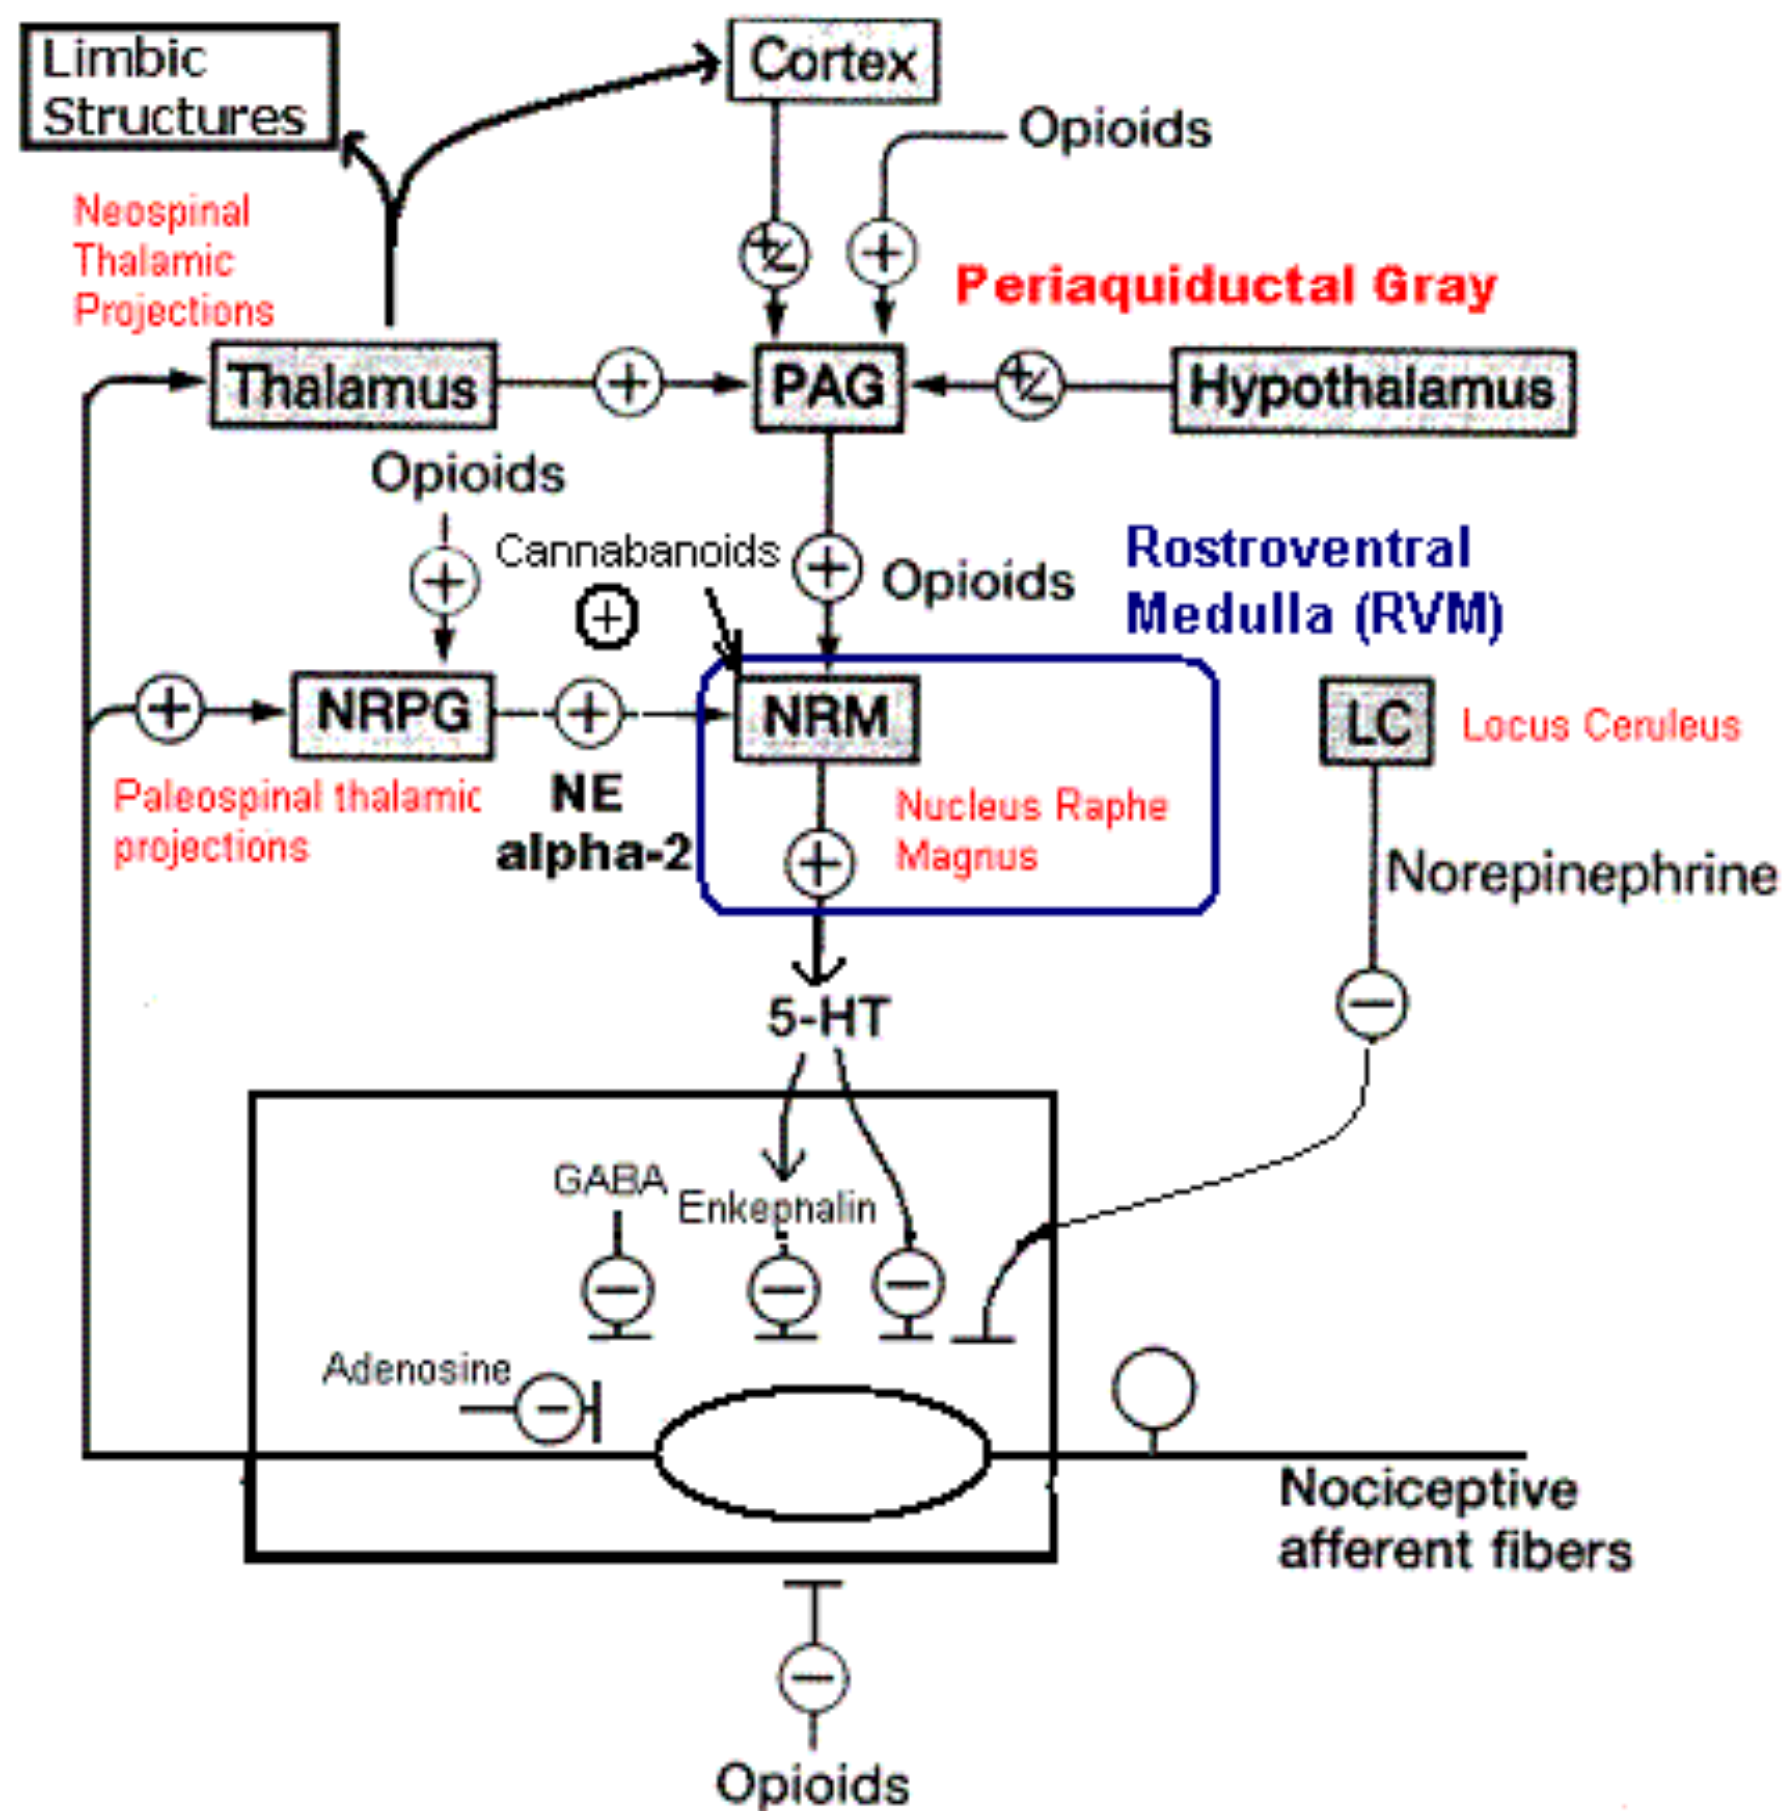 Limbic
Structures
Cortex
Opioids
Neospinal
Thalamic
Projections
Periaquiductal Gray
Thalamus
+
PAG
Hypothalamus
+
+/-
+/-
Opioids
Cannabanoids
+
Opioids
Rostroventral
Medulla (RVM)
+
+
+
NRPG
+
NRM
LC
Locus Ceruleus
Paleospinal thalamic
projections
NE
alpha-2
Nucleus Raphe
Magnus
+
Norepinephrine
−
5-HT
GABA
Enkephalin
−
−
−
Adenosine
−
Nociceptive
afferent fibers
−
Opioids